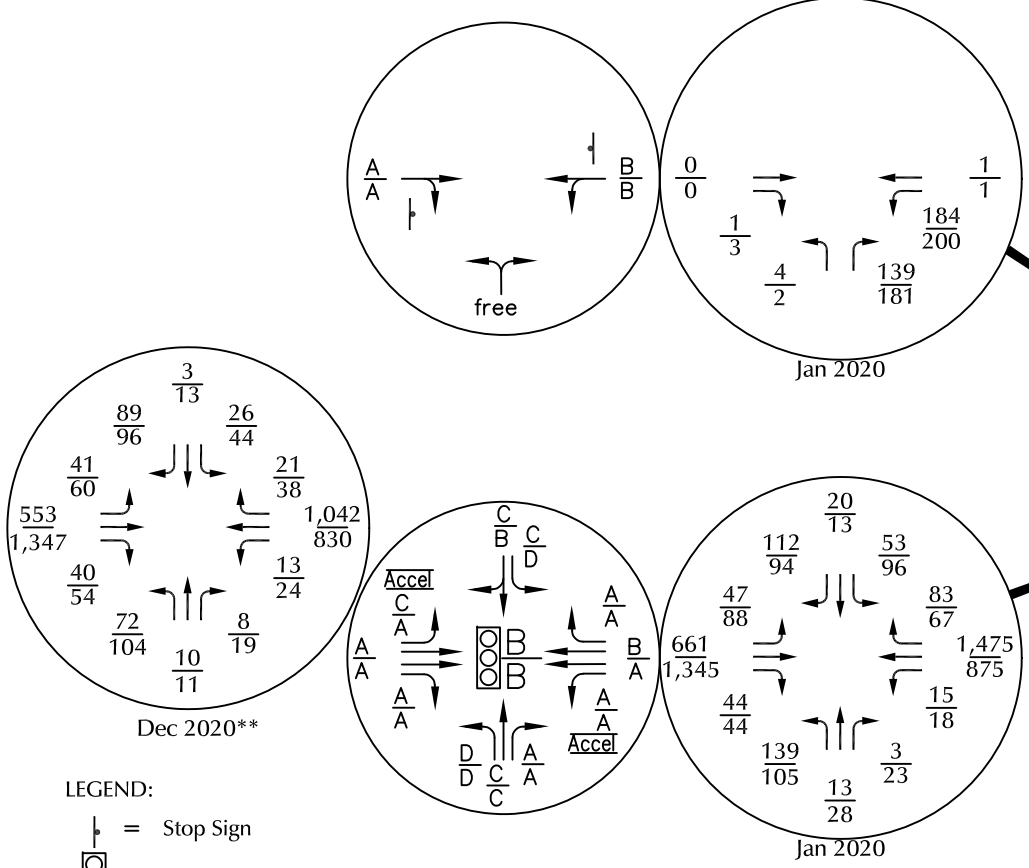 A
A
B
B
free
0
0
1
1
1
3
184
200
4
2
139
181
Jan 2020
3
13
89
96
26
44
41
60
21
38
553
1,347
1,042
830
40
54
13
24
72
104
8
19
10
11
Dec 2020**
C
B
C
D
Accel
C
A
A
A
A
A
B
B
B
A
A
A
A
A
Accel
D
D
C
C
A
A
20
13
112
94
53
96
47
88
83
67
661
1,345
1,475
875
44
44
15
18
139
105
3
23
13
28
Jan 2020
LEGEND:
= Stop Sign